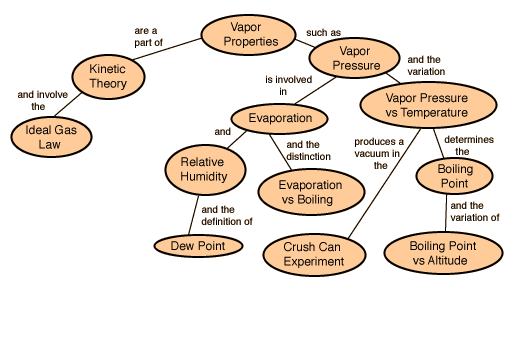 Vapor
Properties
are a
part of
such as
Kinetic
Theory
Vapor
Pressure
and involve
the
is involved
in
and the
variation
Ideal Gas
Law
Evaporation
Vapor Pressure
vs Temperature
and
and the
distinction
produces a
vacuum in
the
determines
the
Relative
Humidity
Evaporation
vs Boiling
Boiling
Point
and the
definition of
and the
variation of
Dew Point
Crush Can
Experiment
Boiling Point
vs Altitude